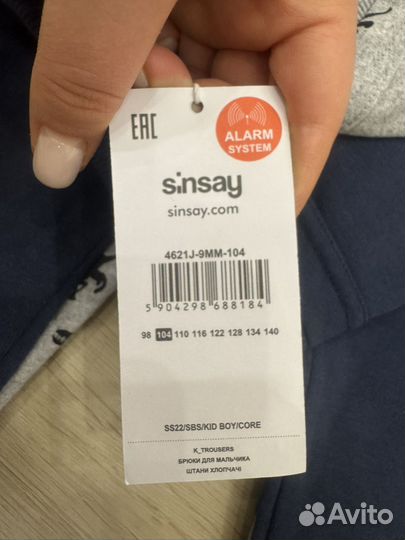 EAC
ALARM
SYSTEM
sinsay
sinsay.com
4621J-9MM-104
5 904298 688184
98 104 110 116 122 128 134 140
SS22/SBS/KID BOY/CORE
K_TROUSERS
БРЮКИ ДЛЯ МАЛЬЧИКА
ШТАНИ ХЛОПЧАЧІ
Avito